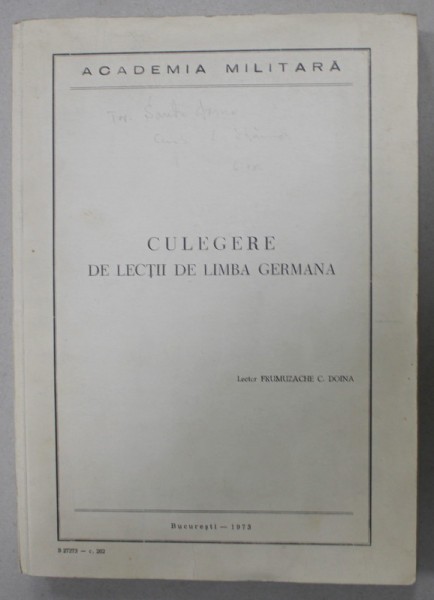 ACADEMIA MILITARĂ
CULEGERE
DE LECȚII DE LIMBA GERMANA
Lector FRUMUZACHE C. DOINA
București — 1973